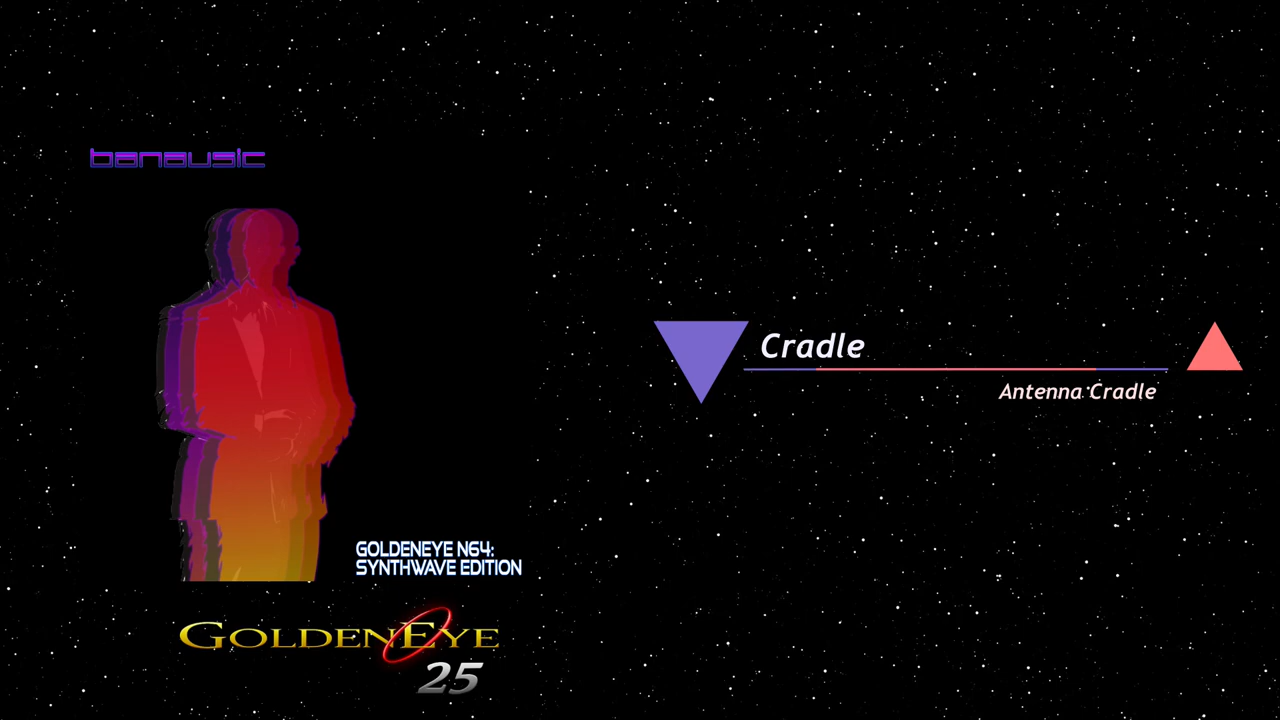 banausic
Cradle
Antenna Cradle
GOLDENEYE N64:
SYNTHWAVE EDITION
GOLDENEYE
25